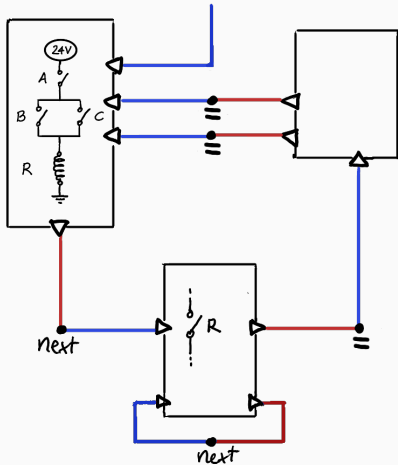 24V
A
B
C
R
=
=
R
next
=
next